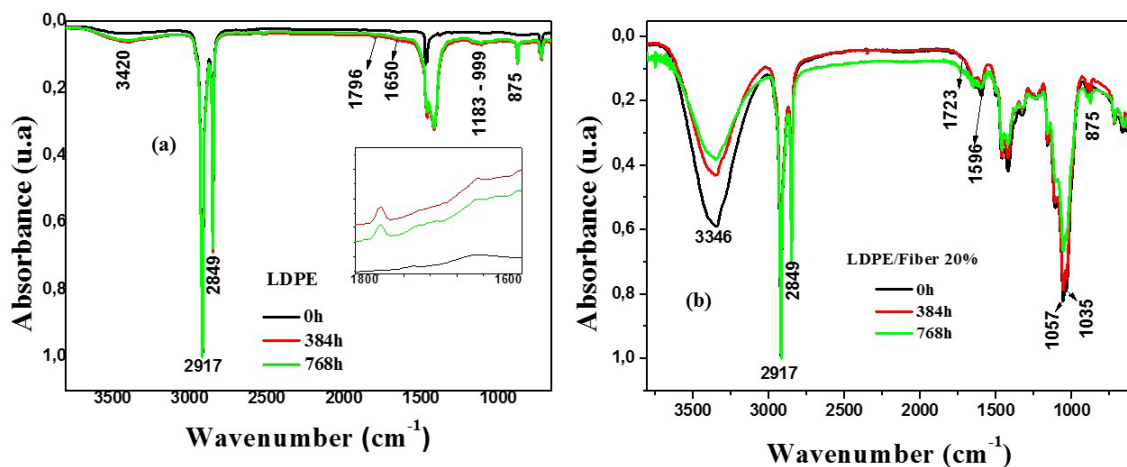 0,0
0,2
0,4
0,6
0,8
1,0
Absorbance (u.a)
3420
1796
1650
1183 - 999
875
(a)
1800
1600
LDPE
0h
384h
768h
2849
2917
3500
3000
2500
2000
1500
1000
Wavenumber (cm-1)
0,0
0,2
0,4
0,6
0,8
1,0
Absorbance (u.a)
1723
1596
875
3346
2849
LDPE/Fiber 20%
0h
384h
768h
(b)
1057
1035
2917
3500
3000
2500
2000
1500
1000
Wavenumber (cm-1)